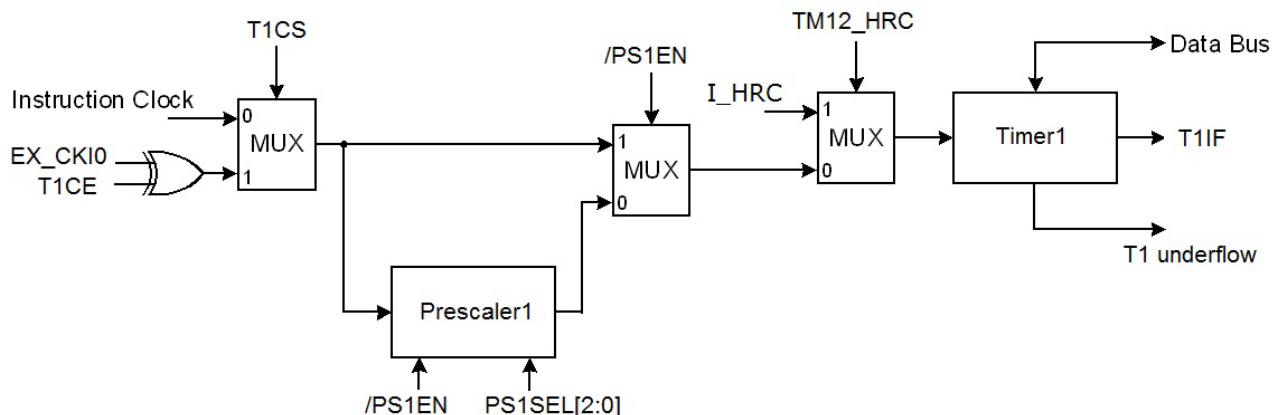 T1CS
TM12_HRC
/PS1EN
Data Bus
Instruction Clock
0
MUX
I_HRC
1
MUX
Timer1
T1IF
EX_CKI0
T1CE
1
1
MUX
0
0
T1 underflow
Prescaler1
/PS1EN
PS1SEL[2:0]